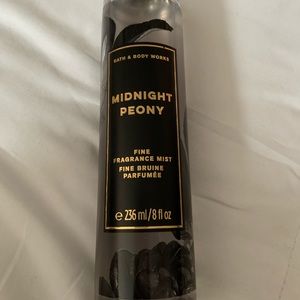 BATH & BODY WORKS
MIDNIGHT
PEONY
FINE
FRAGRANCE MIST
FINE BRUINE
PARFUMÉE
℮ 236 ml/8 fl oz